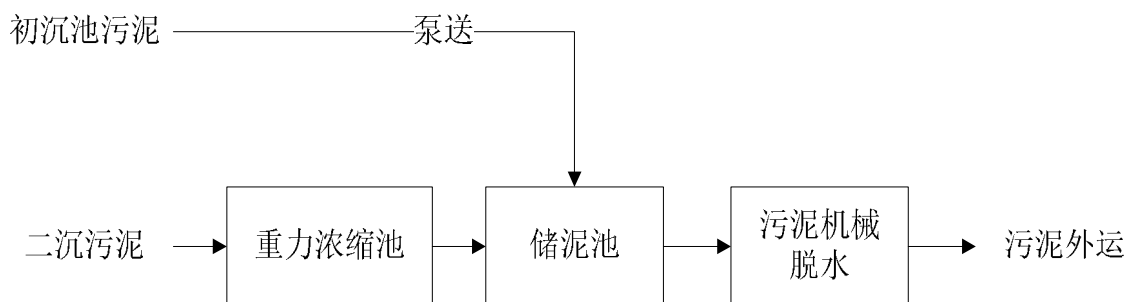 初沉池污泥
泵送
二沉污泥
重力浓缩池
储泥池
污泥机械
脱水
污泥外运